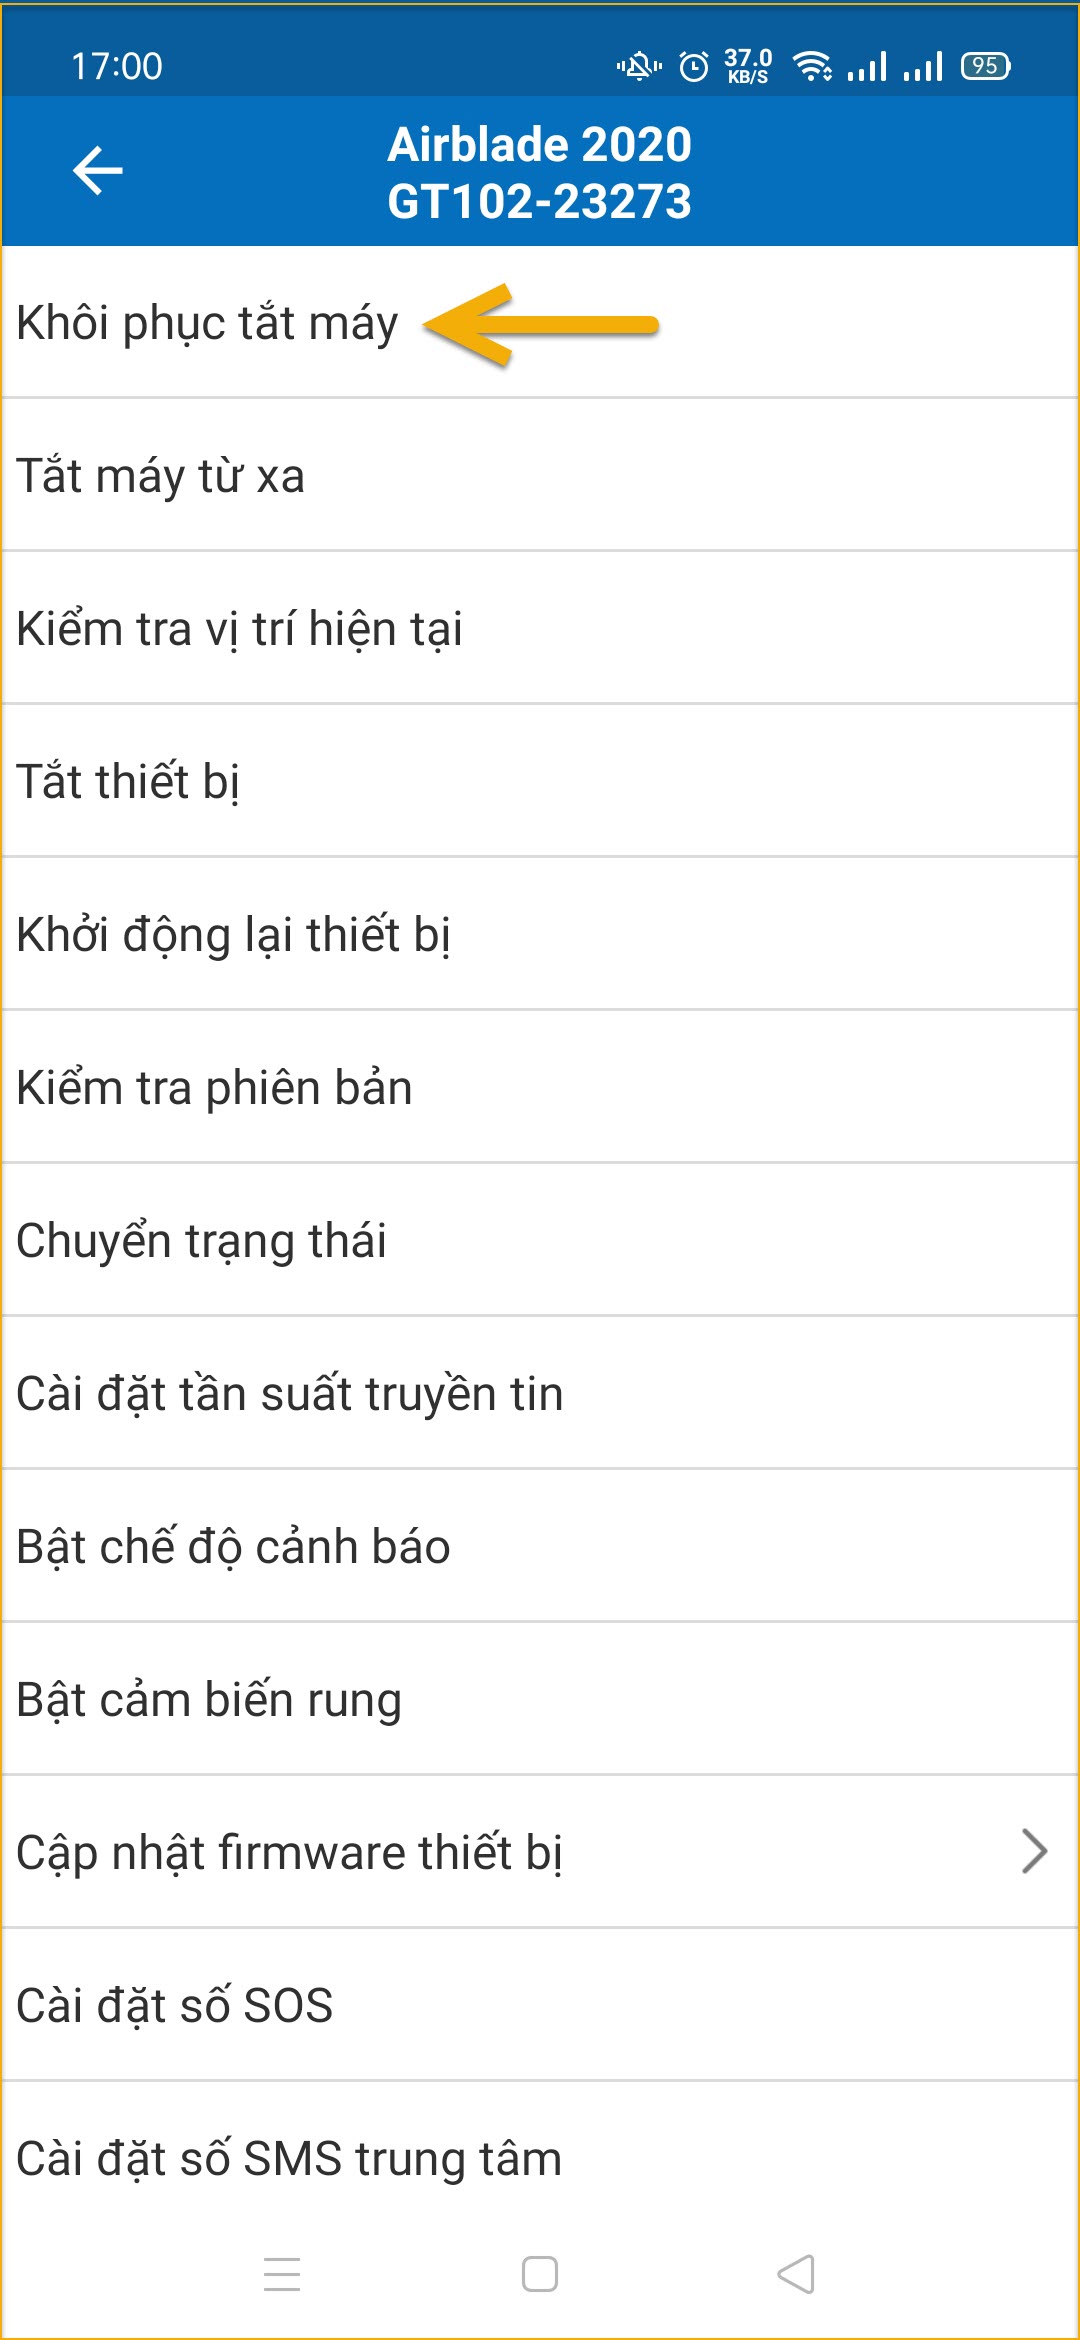 17:00
37.0
KB/S
95
Airblade 2020
GT102-23273
Khôi phục tắt máy
Tắt máy từ xa
Kiểm tra vị trí hiện tại
Tắt thiết bị
Khởi động lại thiết bị
Kiểm tra phiên bản
Chuyển trạng thái
Cài đặt tần suất truyền tin
Bật chế độ cảnh báo
Bật cảm biến rung
Cập nhật firmware thiết bị
Cài đặt số SOS
Cài đặt số SMS trung tâm